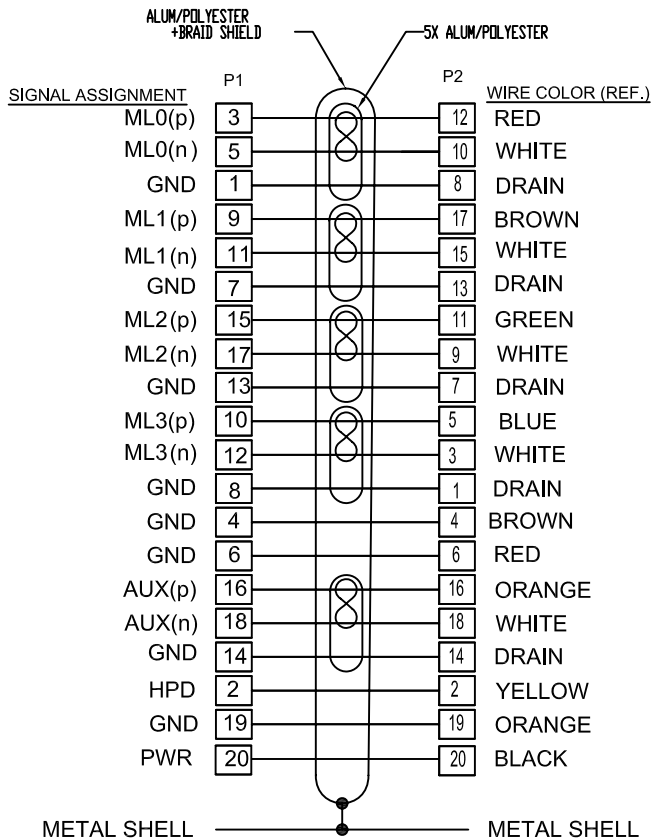 ALUM/POLYESTER
+BRAID SHIELD
5X ALUM/POLYESTER
SIGNAL ASSIGNMENT P1 P2 WIRE COLOR (REF.)
ML0(p) 3 12 RED
ML0(n) 5 10 WHITE
GND 1 8 DRAIN
ML1(p) 9 17 BROWN
ML1(n) 11 15 WHITE
GND 7 13 DRAIN
ML2(p) 15 11 GREEN
ML2(n) 17 9 WHITE
GND 13 7 DRAIN
ML3(p) 10 5 BLUE
ML3(n) 12 3 WHITE
GND 8 1 DRAIN
GND 4 4 BROWN
GND 6 6 RED
AUX(p) 16 16 ORANGE
AUX(n) 18 18 WHITE
GND 14 14 DRAIN
HPD 2 2 YELLOW
GND 19 19 ORANGE
PWR 20 20 BLACK
METAL SHELL METAL SHELL